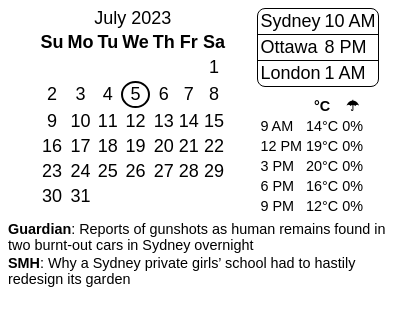 July 2023
Su Mo Tu We Th Fr Sa
1
2 3 4 5 6 7 8
9 10 11 12 13 14 15
16 17 18 19 20 21 22
23 24 25 26 27 28 29
30 31
Sydney 10 AM
Ottawa 8 PM
London 1 AM
°C ☂
9 AM 14°C 0%
12 PM 19°C 0%
3 PM 20°C 0%
6 PM 16°C 0%
9 PM 12°C 0%
Guardian: Reports of gunshots as human remains found in
two burnt-out cars in Sydney overnight
SMH: Why a Sydney private girls’ school had to hastily
redesign its garden